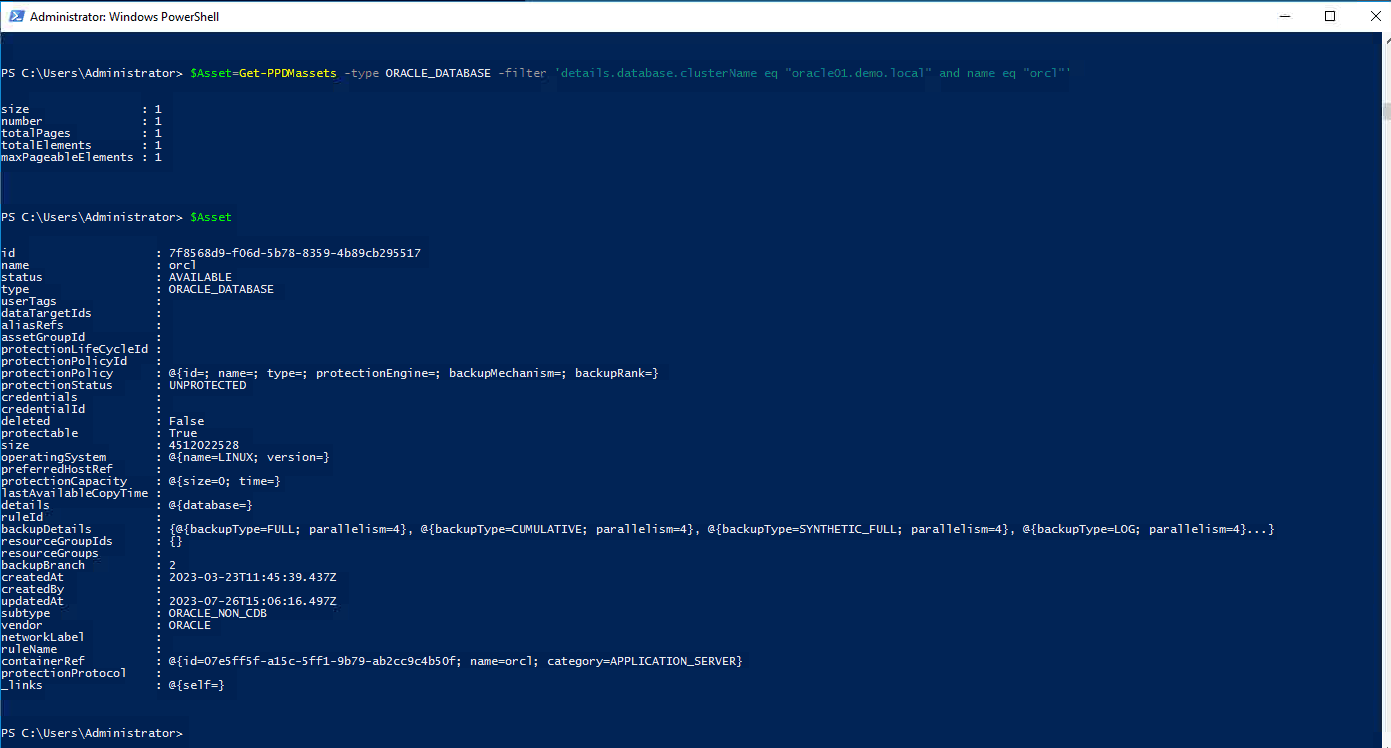 Administrator: Windows PowerShell
PS C:\Users\Administrator> $Asset=Get-PPDMassets -type ORACLE_DATABASE -filter 'details.database.clusterName eq "oracle01.demo.local" and name eq "orcl"'
size : 1
number : 1
totalPages : 1
totalElements : 1
maxPageableElements : 1
PS C:\Users\Administrator> $Asset
id : 7f8568d9-f06d-5b78-8359-4b89cb295517
name : orcl
status : AVAILABLE
type : ORACLE_DATABASE
userTags :
dataTargetIds :
aliasRefs :
assetGroupId :
protectionLifeCycleId :
protectionPolicyId :
protectionPolicy : @{id=; name=; type=; protectionEngine=; backupMechanism=; backupRank=}
protectionStatus : UNPROTECTED
credentials :
credentialId :
deleted : False
protectable : True
size : 4512022528
operatingSystem : @{name=LINUX; version=}
preferredHostRef :
protectionCapacity : @{size=0; time=}
lastAvailableCopyTime :
details : @{database=}
ruleId :
backupDetails : {@{backupType=FULL; parallelism=4}, @{backupType=CUMULATIVE; parallelism=4}, @{backupType=SYNTHETIC_FULL; parallelism=4}, @{backupType=LOG; parallelism=4}...}
resourceGroupIds : {}
resourceGroups :
backupBranch : 2
createdAt : 2023-03-23T11:45:39.437Z
createdBy :
updatedAt : 2023-07-26T15:06:16.497Z
subtype : ORACLE_NON_CDB
vendor : ORACLE
networkLabel :
ruleName :
containerRef : @{id=07e5ff5f-a15c-5ff1-9b79-ab2cc9c4b50f; name=orcl; category=APPLICATION_SERVER}
protectionProtocol :
_links : @{self=}
PS C:\Users\Administrator>